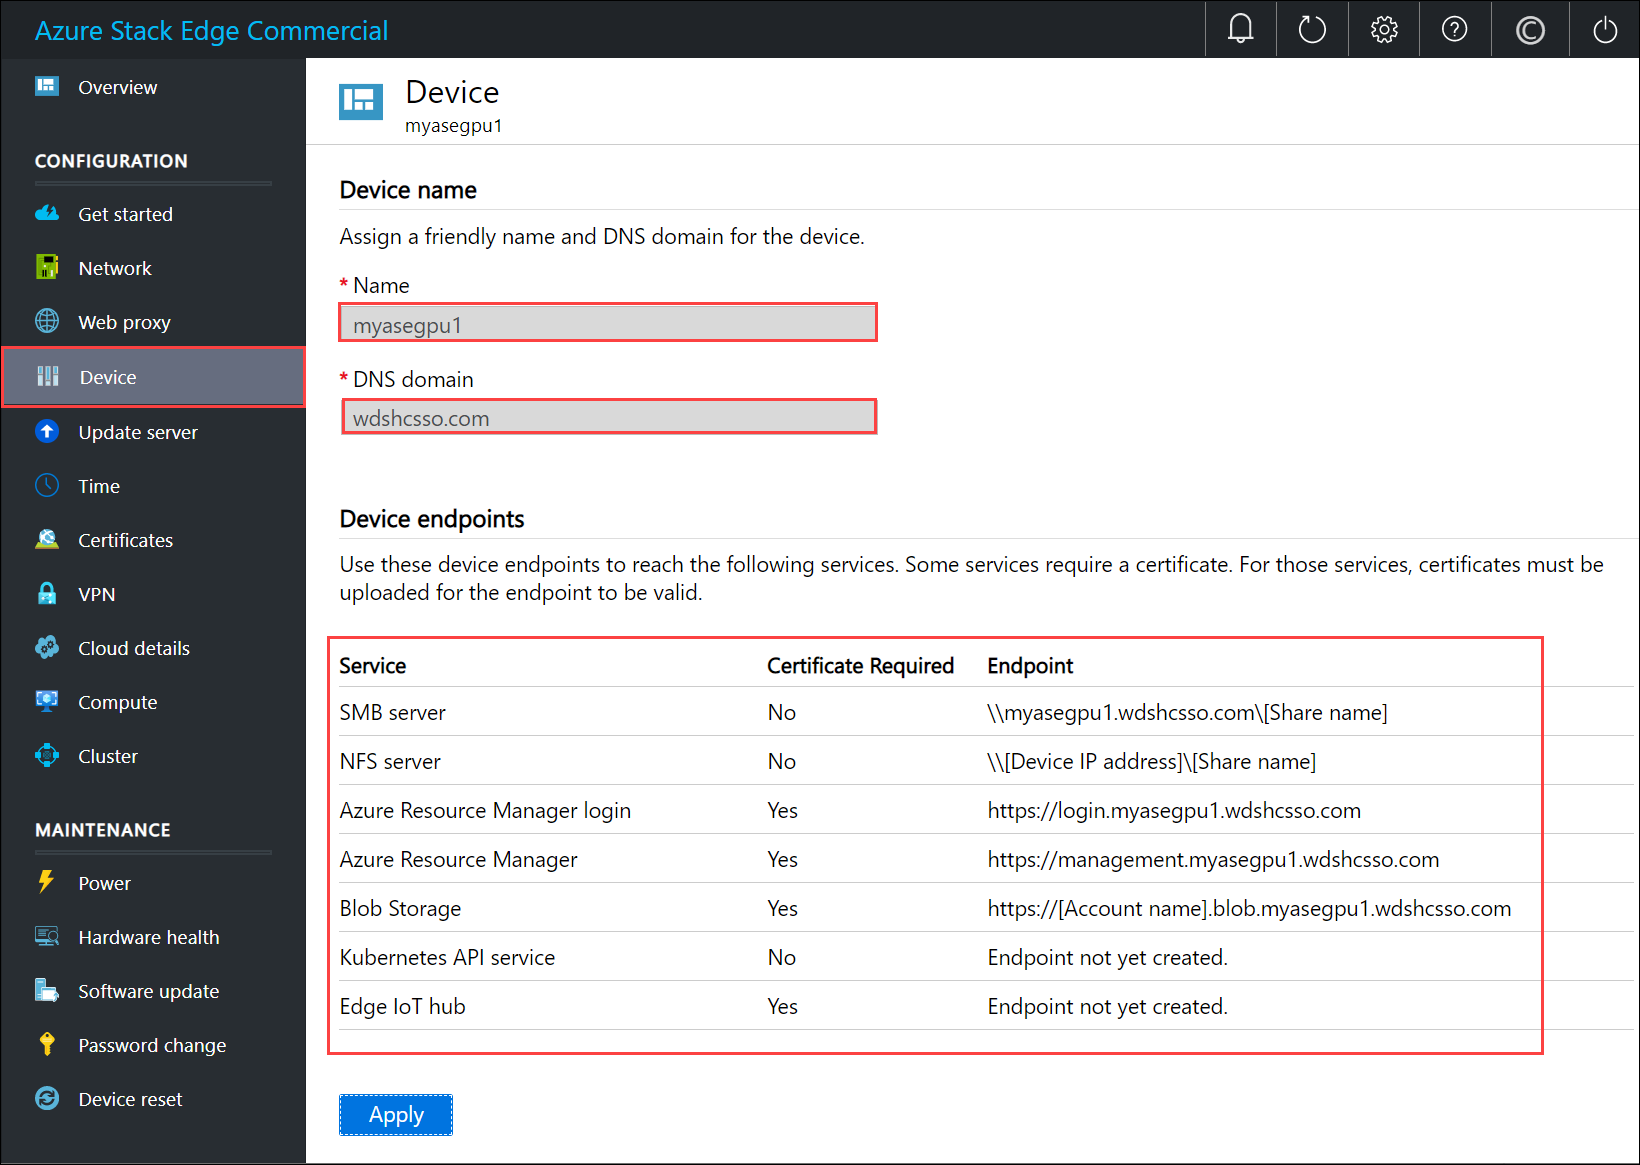 Azure Stack Edge Commercial
Overview
CONFIGURATION
Get started
Network
Web proxy
Device
Update server
Time
Certificates
VPN
Cloud details
Compute
Cluster
MAINTENANCE
Power
Hardware health
Software update
Password change
Device reset
Device
myasegpu1
Device name
Assign a friendly name and DNS domain for the device.
* Name
myasegpu1
* DNS domain
wdshcsso.com
Device endpoints
Use these device endpoints to reach the following services. Some services require a certificate. For those services, certificates must be
uploaded for the endpoint to be valid.
Service Certificate Required Endpoint
SMB server No \\myasegpu1.wdshcsso.com\[Share name]
NFS server No \\[Device IP address]\[Share name]
Azure Resource Manager login Yes https://login.myasegpu1.wdshcsso.com
Azure Resource Manager Yes https://management.myasegpu1.wdshcsso.com
Blob Storage Yes https://[Account name].blob.myasegpu1.wdshcsso.com
Kubernetes API service No Endpoint not yet created.
Edge IoT hub Yes Endpoint not yet created.
Apply